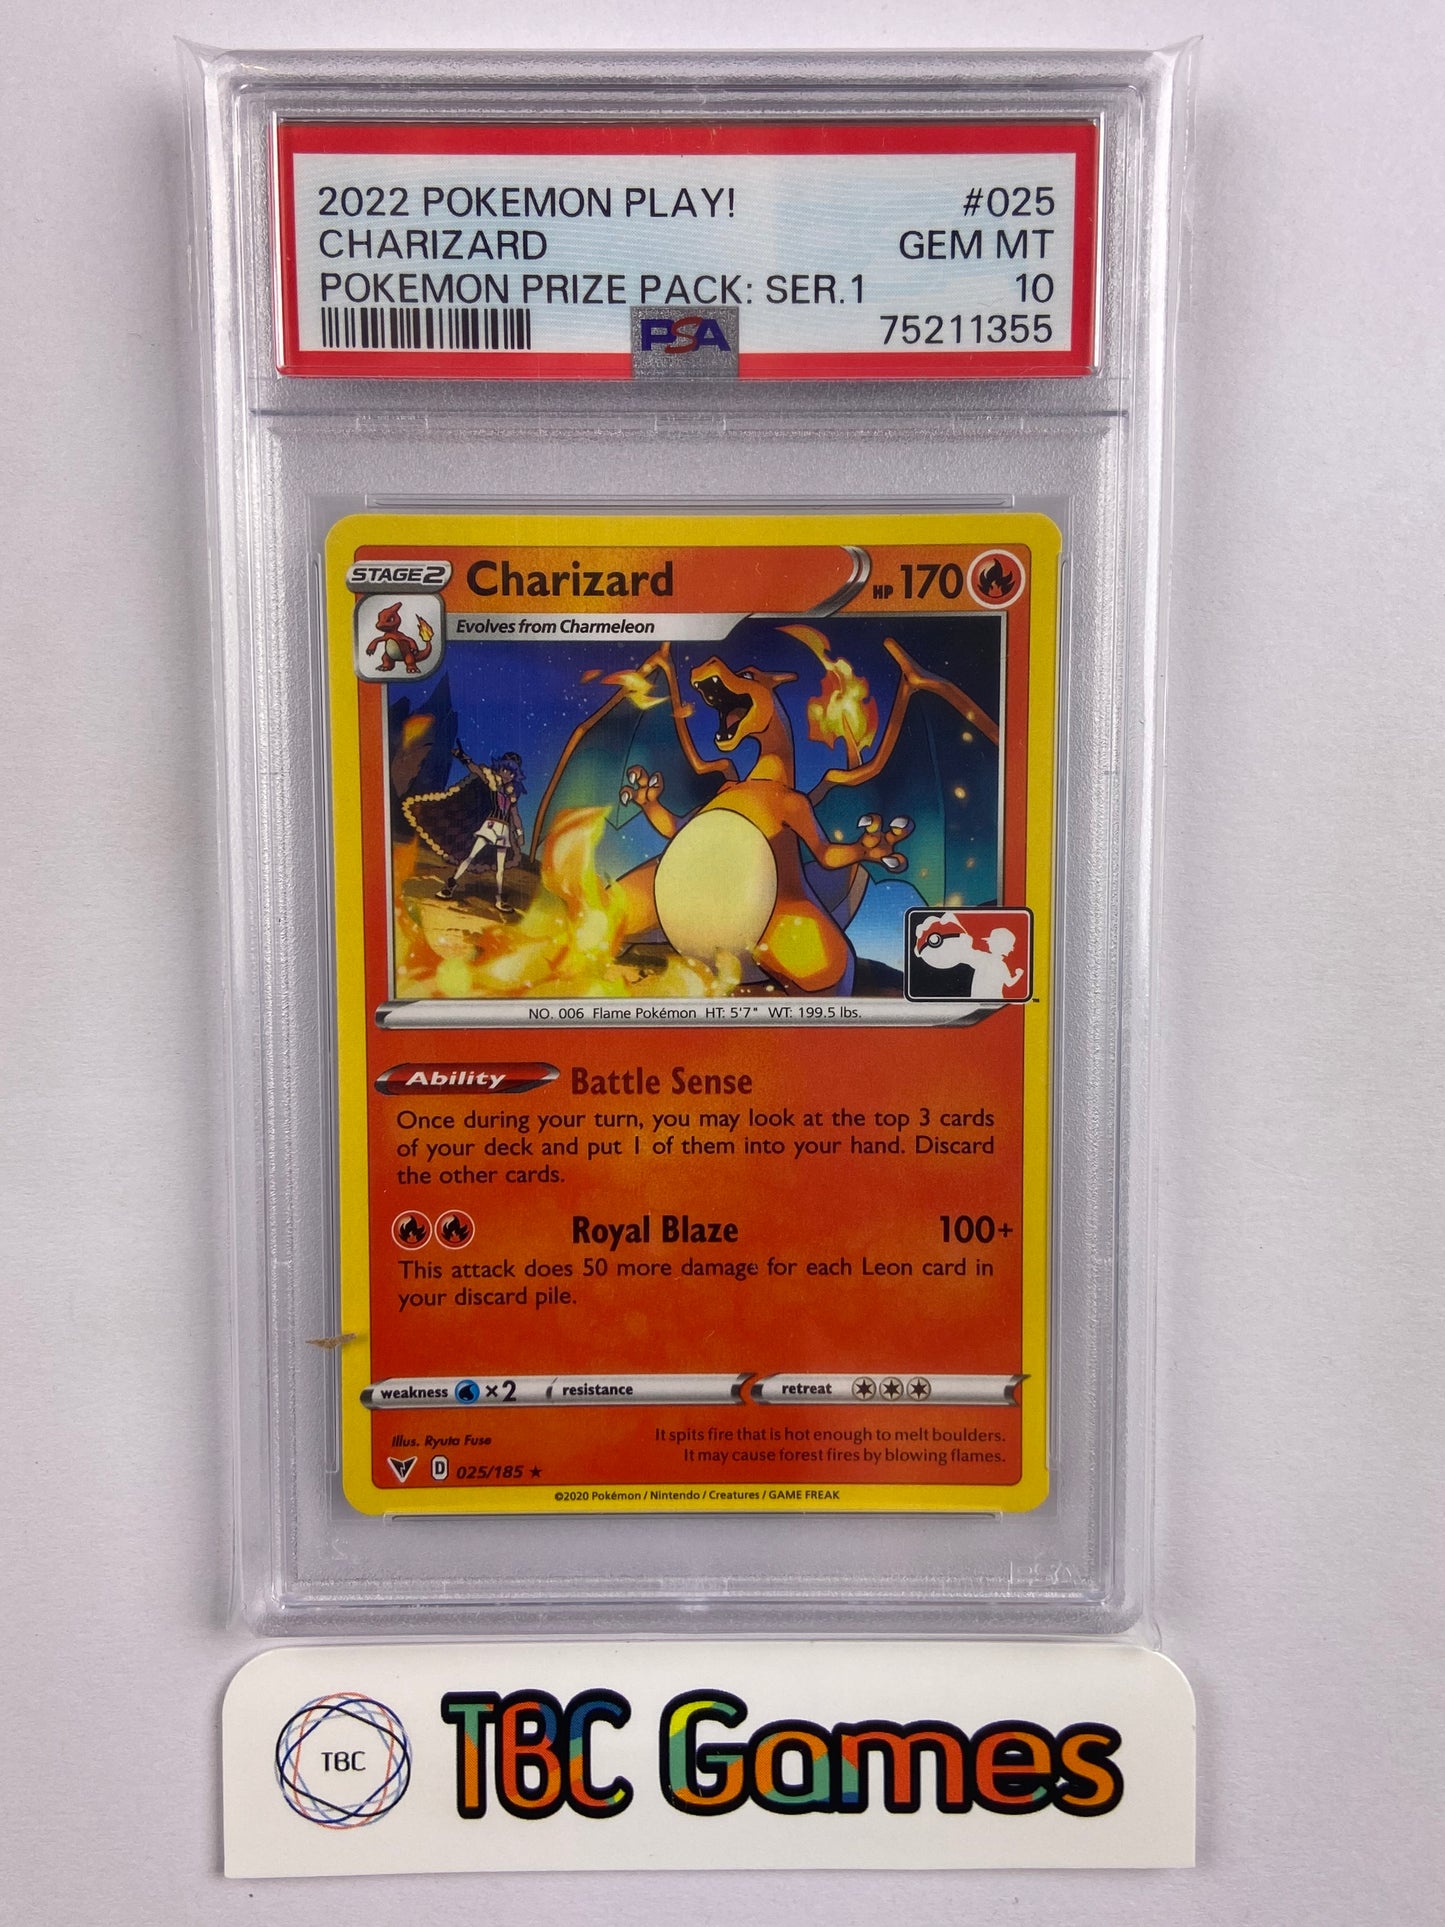 2022 POKEMON PLAY! #025
CHARIZARD GEM MT
POKEMON PRIZE PACK: SER.1 10
PSA 75211355
STAGE 2 Charizard HP 170
Evolves from Charmeleon
NO. 006 Flame Pokémon HT: 5'7" WT: 199.5 lbs.
Ability Battle Sense
Once during your turn, you may look at the top 3 cards
of your deck and put 1 of them into your hand. Discard
the other cards.
Royal Blaze 100+
This attack does 50 more damage for each Leon card in
your discard pile.
weakness ×2 resistance retreat
Illus. Ryuta Fuse
It spits fire that is hot enough to melt boulders.
It may cause forest fires by blowing flames.
D 025/185 ★
©2020 Pokémon / Nintendo / Creatures / GAME FREAK
TBC TBC Games